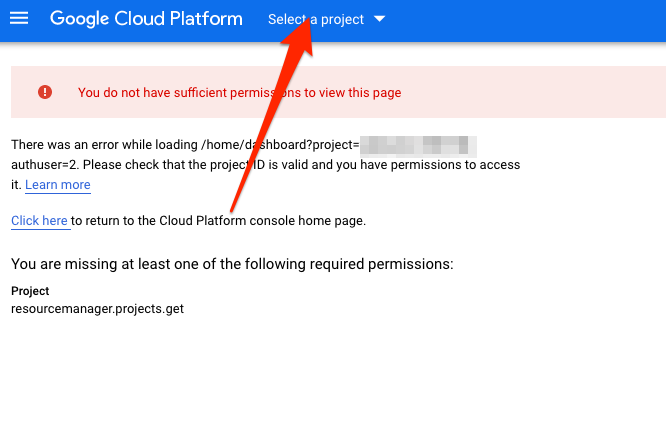 Google Cloud Platform Select a project
You do not have sufficient permissions to view this page
There was an error while loading /home/dashboard?project=
authuser=2. Please check that the project ID is valid and you have permissions to access
it. Learn more
Click here to return to the Cloud Platform console home page.
You are missing at least one of the following required permissions:
Project
resourcemanager.projects.get